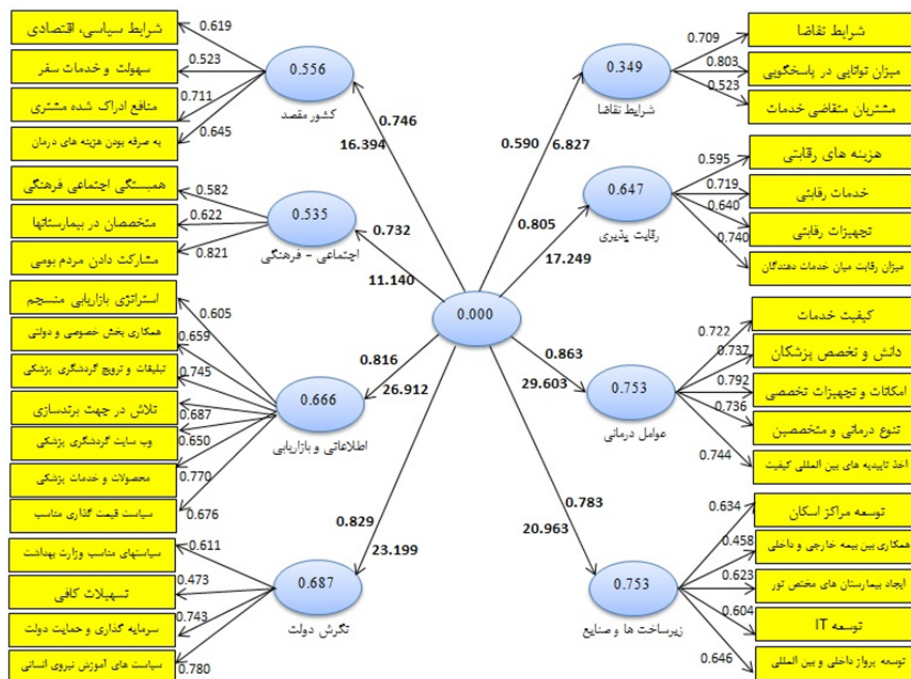 شرایط سیاسی، اقتصادی
سهولت و خدمات سفر
منافع ادراک شده مشتری
به صرفه بودن هزینه های درمان
0.619
0.523
0.711
0.645
0.556
کشور مقصد
0.746
16.394
همبستگی اجتماعی فرهنگی
متخصصان در بیمارستانها
مشارکت دادن مردم بومی
0.582
0.622
0.821
0.535
اجتماعی - فرهنگی
0.732
11.140
استراتژی بازاریابی منسجم
همکاری بخش خصوصی و دولتی
تبلیغات و ترویج گردشگری پزشکی
تلاش در جهت برندسازی
وب سایت گردشگری پزشکی
محصولات و خدمات پزشکی
سیاست قیمت گذاری مناسب
0.605
0.659
0.745
0.687
0.650
0.770
0.676
0.666
اطلاعاتی و بازاریابی
0.816
26.912
سیاستهای مناسب وزارت بهداشت
تسهیلات کافی
سرمایه گذاری و حمایت دولت
سیاست های آموزش نیروی انسانی
0.611
0.473
0.743
0.780
0.687
نگرش دولت
0.829
23.199
0.000
شرایط تقاضا
میزان توانایی در پاسخگویی
مشتریان متقاضی خدمات
0.709
0.803
0.523
0.349
شرایط تقاضا
0.590
6.827
هزینه های رقابتی
خدمات رقابتی
تجهیزات رقابتی
میزان رقابت میان خدمات دهندگان
0.595
0.719
0.640
0.740
0.647
رقابت پذیری
0.805
17.249
کیفیت خدمات
دانش و تخصص پزشکان
امکانات و تجهیزات تخصصی
تنوع درمانی و متخصصین
اخذ تاییدیه های بین المللی کیفیت
0.722
0.737
0.792
0.736
0.744
0.753
عوامل درمانی
0.863
29.603
توسعه مراکز اسکان
همکاری بین بیمه خارجی و داخلی
ایجاد بیمارستان های مختص تور
توسعه IT
توسعه پرواز داخلی و بین المللی
0.634
0.458
0.623
0.604
0.646
0.753
زیرساخت ها و صنایع
0.783
20.963